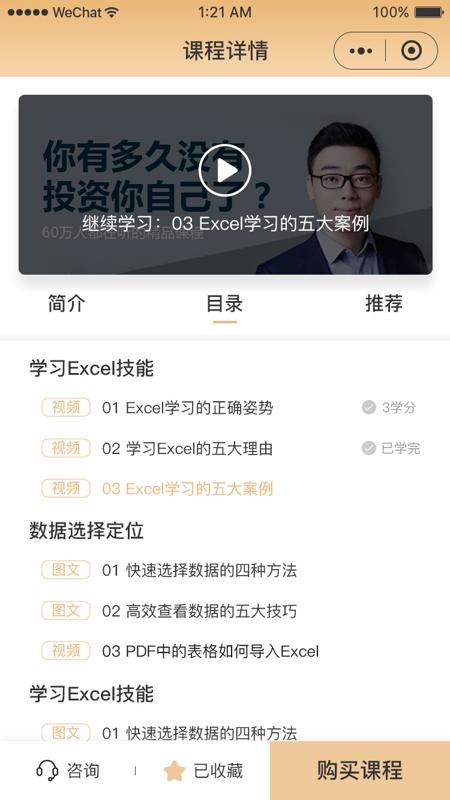 WeChat
1:21 AM
100%
课程详情
你有多久没有
投资你自己了？
继续学习：03 Excel学习的五大案例
60万人都在听的精品课程
简介
目录
推荐
学习Excel技能
视频 01 Excel学习的正确姿势 3学分
视频 02 学习Excel的五大理由 已学完
视频 03 Excel学习的五大案例
数据选择定位
图文 01 快速选择数据的四种方法
图文 02 高效查看数据的五大技巧
视频 03 PDF中的表格如何导入Excel
学习Excel技能
图文 01 快速选择数据的四种方法
咨询
已收藏
购买课程